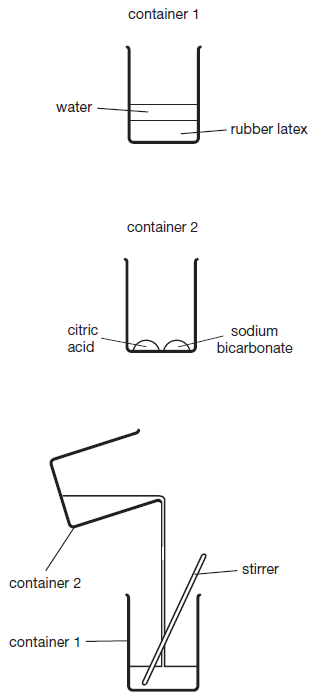 container 1
water
rubber latex
container 2
citric
acid
sodium
bicarbonate
stirrer
container 2
container 1